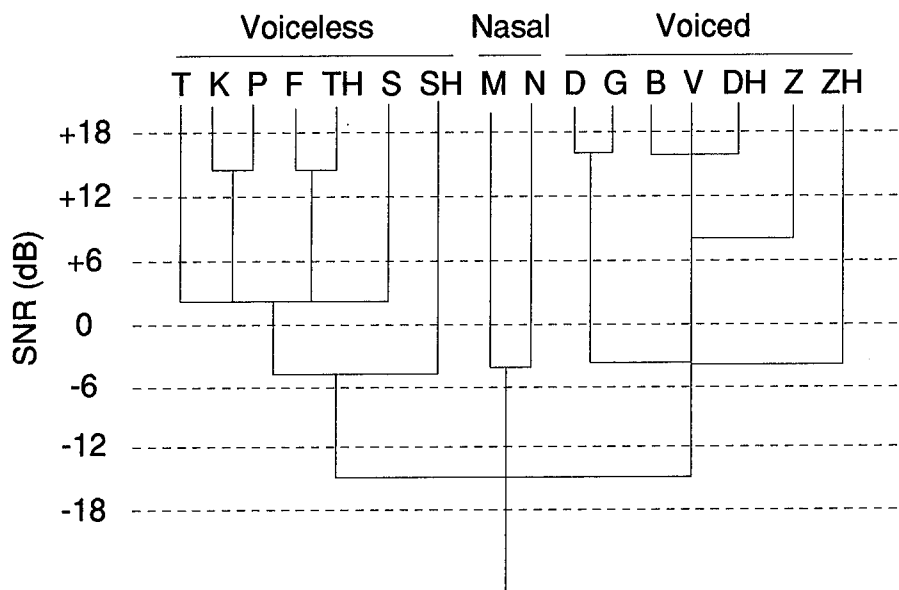 Voiceless Nasal Voiced
T K P F TH S SH M N D G B V DH Z ZH
+18
+12
+6
0
-6
-12
-18
SNR (dB)